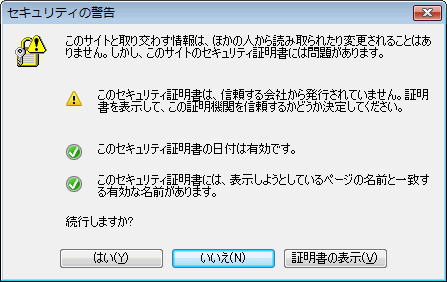 セキュリティの警告
このサイトと取り交わす情報は、ほかの人から読み取られたり変更されることはあ
りません。しかし、このサイトのセキュリティ証明書には問題があります。
このセキュリティ証明書は、信頼する会社から発行されていません。証明
書を表示して、この証明機関を信頼するかどうか決定してください。
このセキュリティ証明書の日付は有効です。
このセキュリティ証明書には、表示しようとしているページの名前と一致す
る有効な名前があります。
続行しますか?
はい(Y)
いいえ(N)
証明書の表示(V)